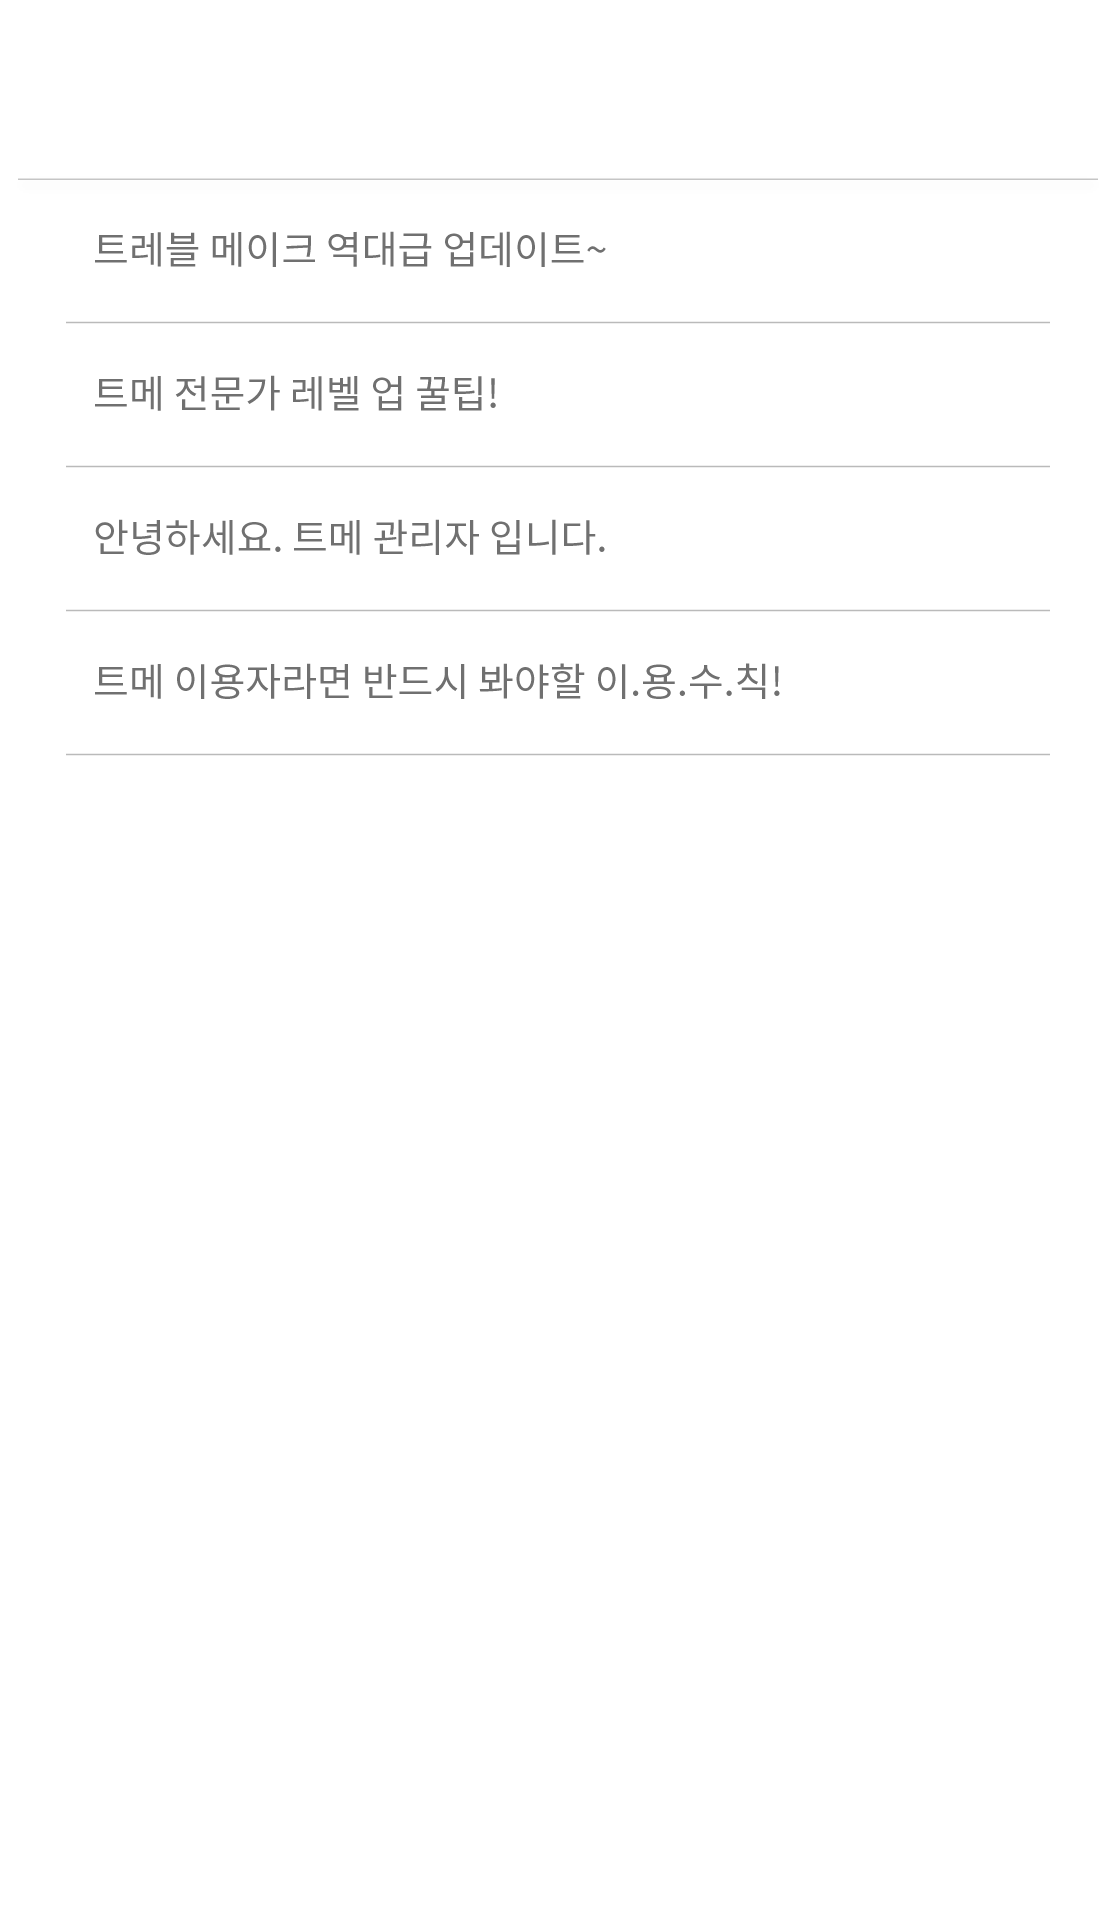 트레블 메이크 역대급 업데이트~
트메 전문가 레벨 업 꿀팁!
안녕하세요. 트메 관리자 입니다.
트메 이용자라면 반드시 봐야할 이.용.수.칙!